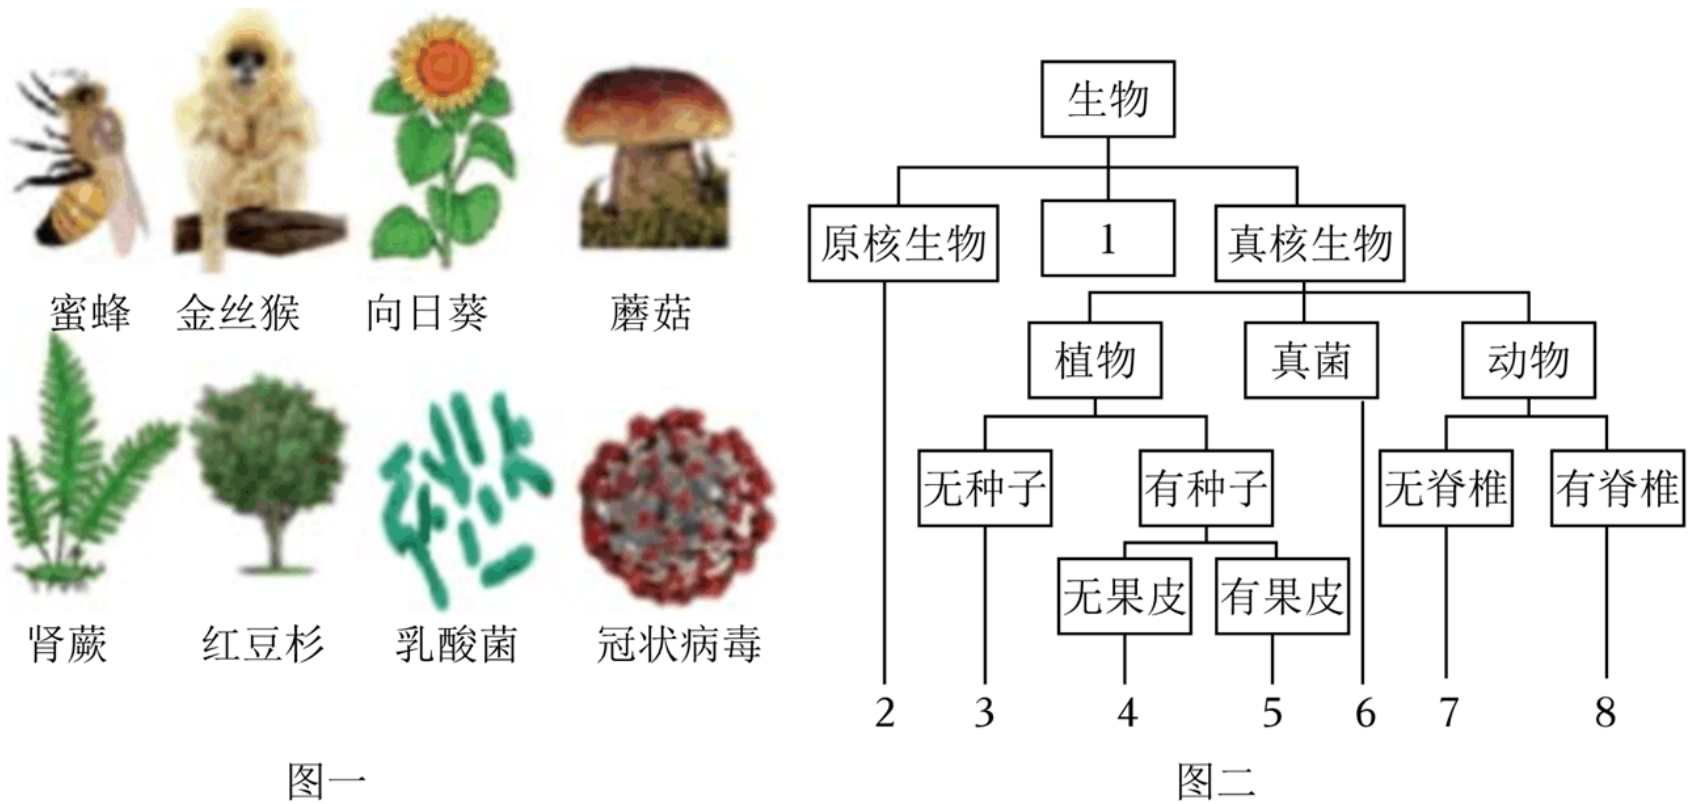 蜜蜂 金丝猴 向日葵 蘑菇
肾蕨 红豆杉 乳酸菌 冠状病毒
图一
生物
原核生物 1 真核生物
植物 真菌 动物
无种子 有种子 无脊椎 有脊椎
无果皮 有果皮
2 3 4 5 6 7 8
图二